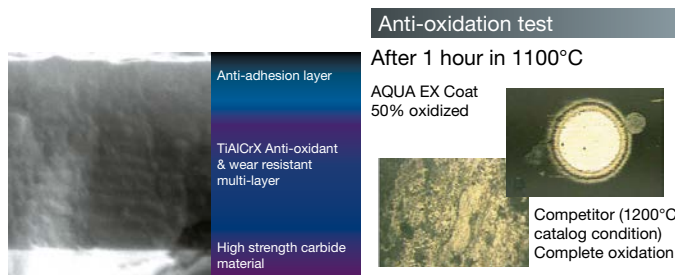 Anti-adhesion layer
TiAlCrX Anti-oxidant
& wear resistant
multi-layer
High strength carbide
material
Anti-oxidation test
After 1 hour in 1100°C
AQUA EX Coat
50% oxidized
Competitor (1200°C
catalog condition)
Complete oxidation